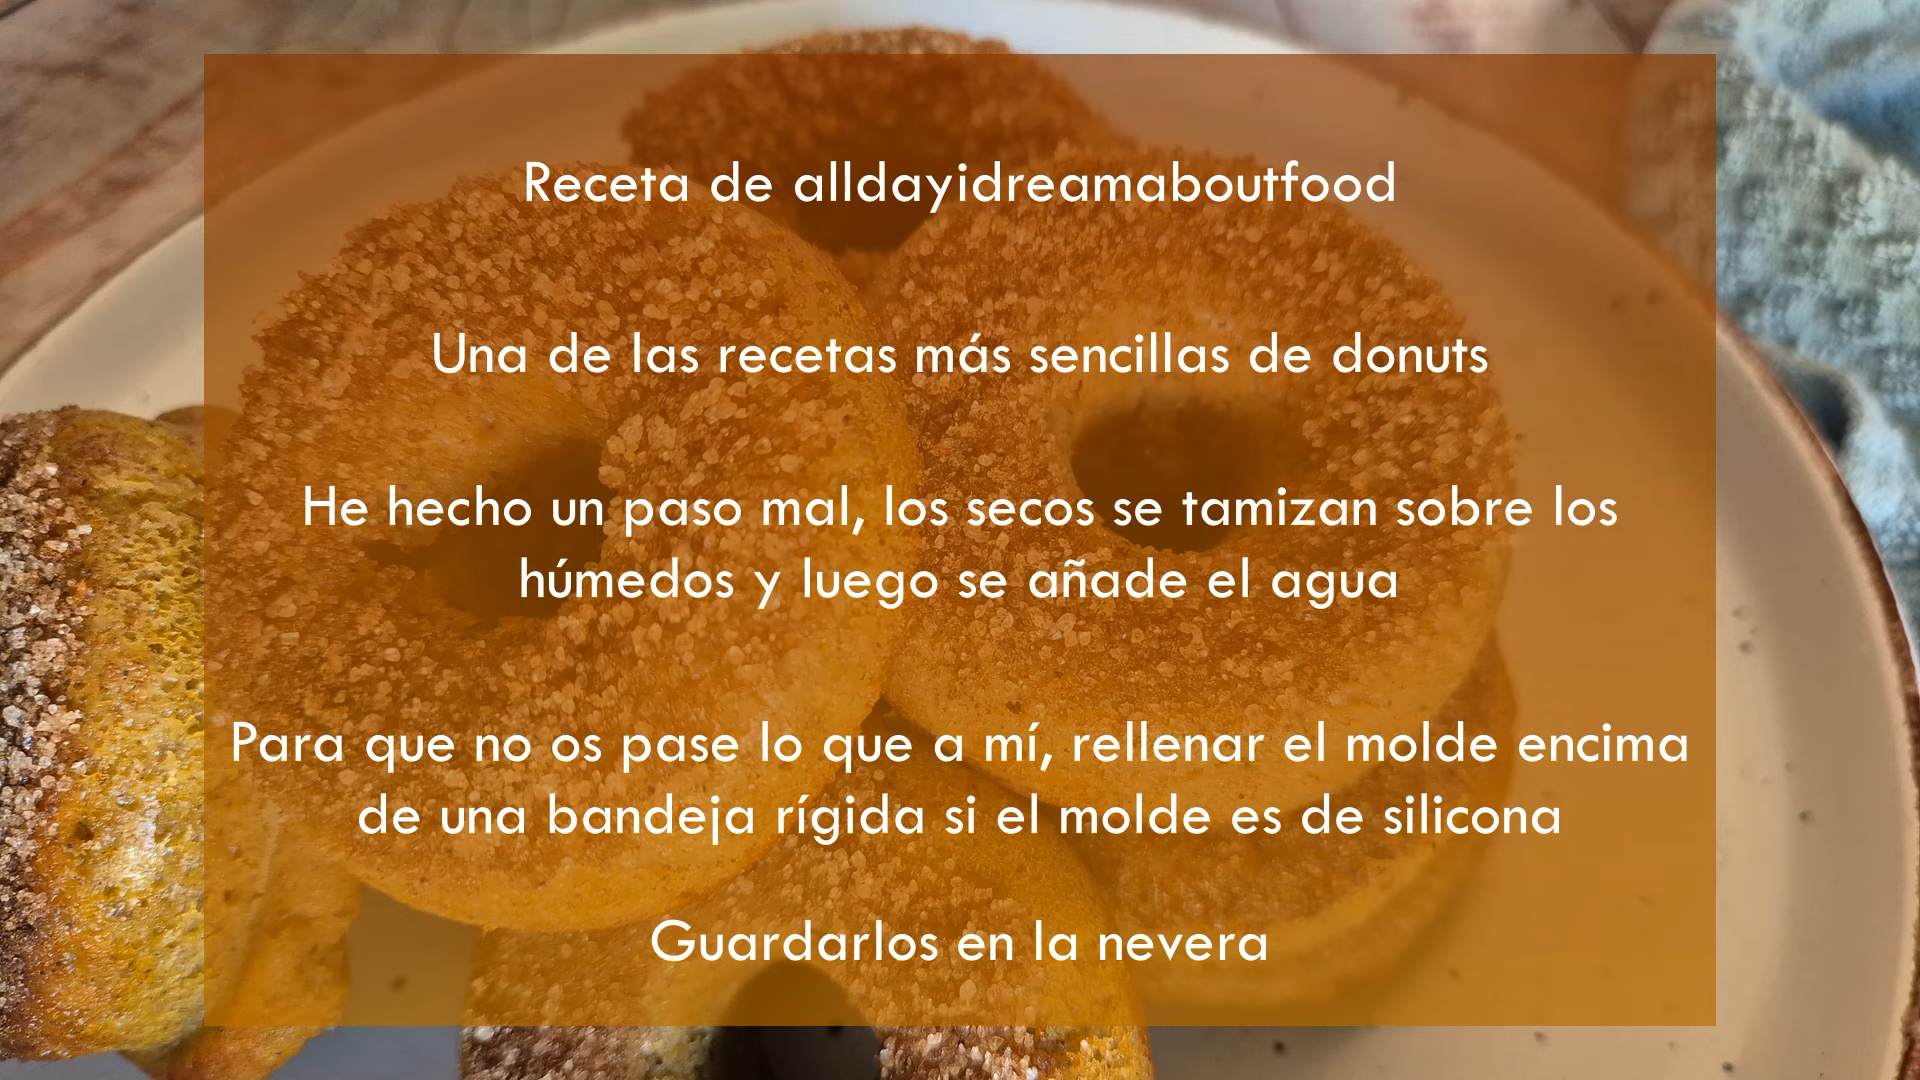 Receta de alldayidreamaboutfood
Una de las recetas más sencillas de donuts
He hecho un paso mal, los secos se tamizan sobre los
húmedos y luego se añade el agua
Para que no os pase lo que a mí, rellenar el molde encima
de una bandeja rígida si el molde es de silicona
Guardarlos en la nevera